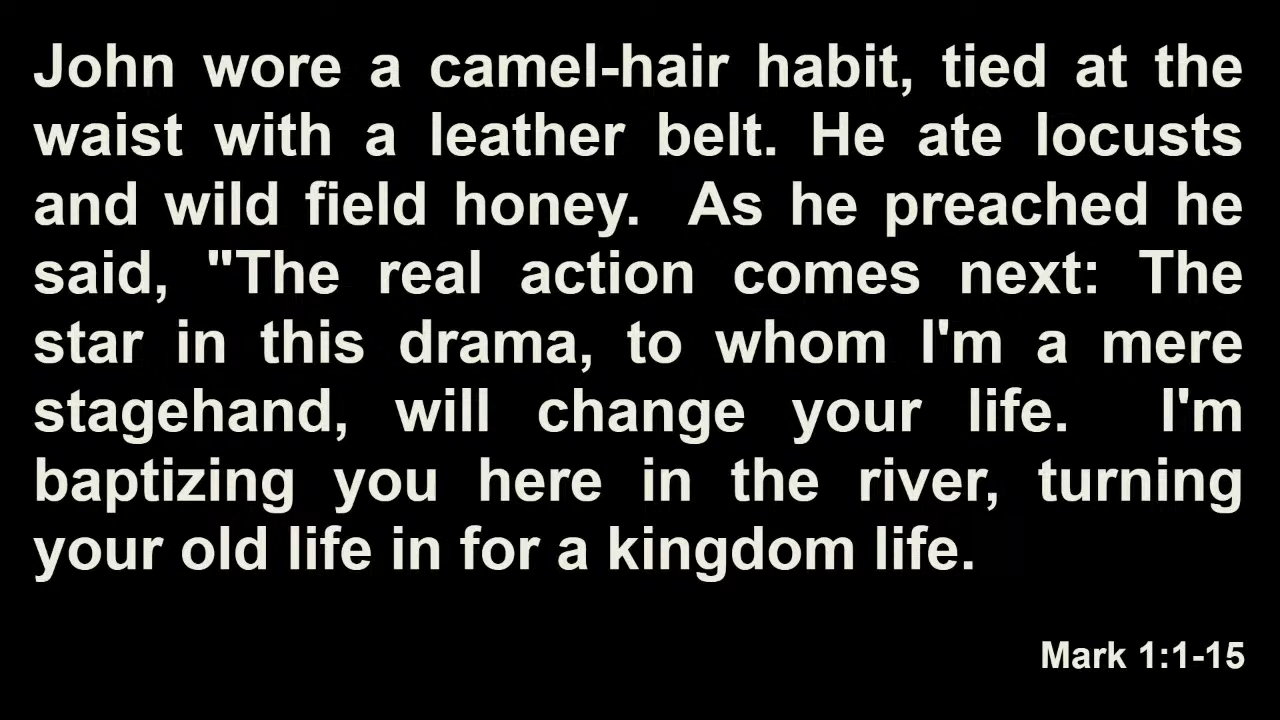 John wore a camel-hair habit, tied at the
waist with a leather belt. He ate locusts
and wild field honey.  As he preached he
said, "The real action comes next: The
star in this drama, to whom I'm a mere
stagehand, will change your life.  I'm
baptizing you here in the river, turning
your old life in for a kingdom life.
Mark 1:1-15